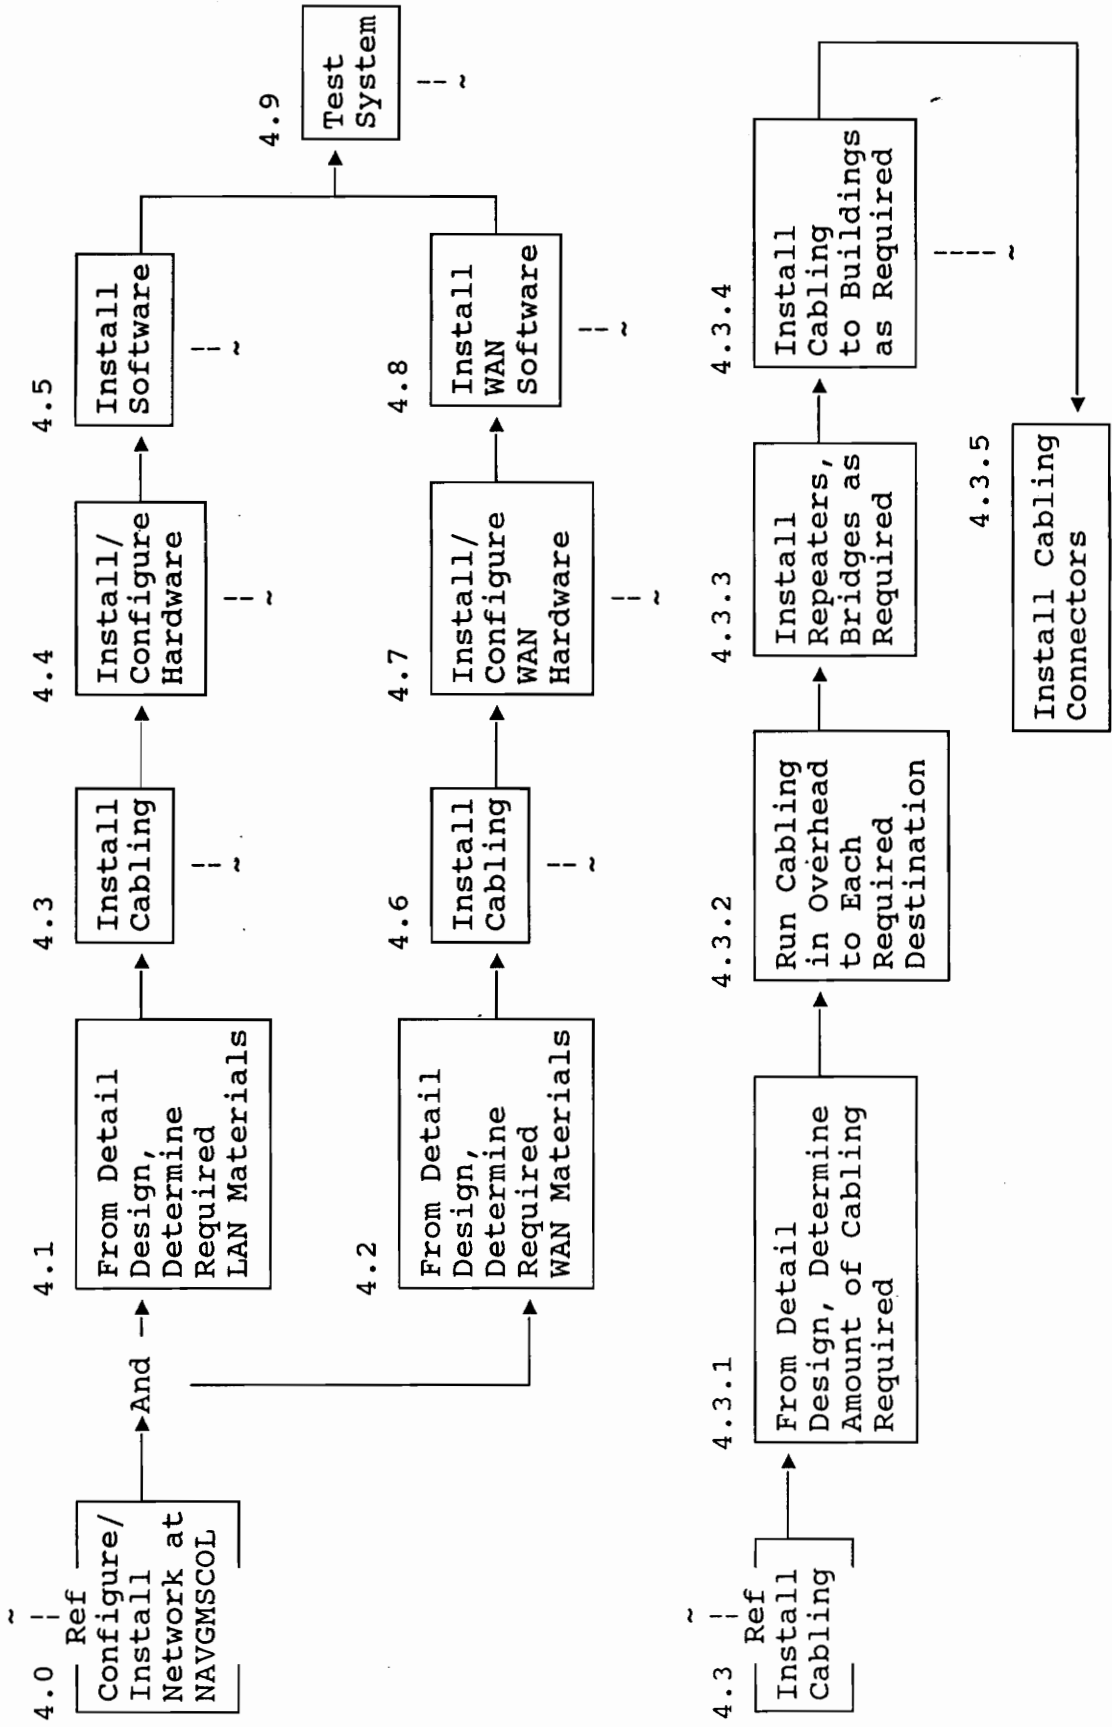 4.0 Ref
Configure/
Install
Network at
NAVGMSCOL
And
4.1
From Detail
Design,
Determine
Required
LAN Materials
4.3
Install
Cabling
4.4
Install/
Configure
Hardware
4.5
Install
Software
4.2
From Detail
Design,
Determine
Required
WAN Materials
4.6
Install
Cabling
4.7
Install/
Configure
WAN
Hardware
4.8
Install
WAN
Software
4.9
Test
System
4.3 Ref
Install
Cabling
4.3.1
From Detail
Design, Determine
Amount of Cabling
Required
4.3.2
Run Cabling
in Overhead
to Each
Required
Destination
4.3.3
Install
Repeaters,
Bridges as
Required
4.3.4
Install
Cabling
to Buildings
as Required
4.3.5
Install Cabling
Connectors